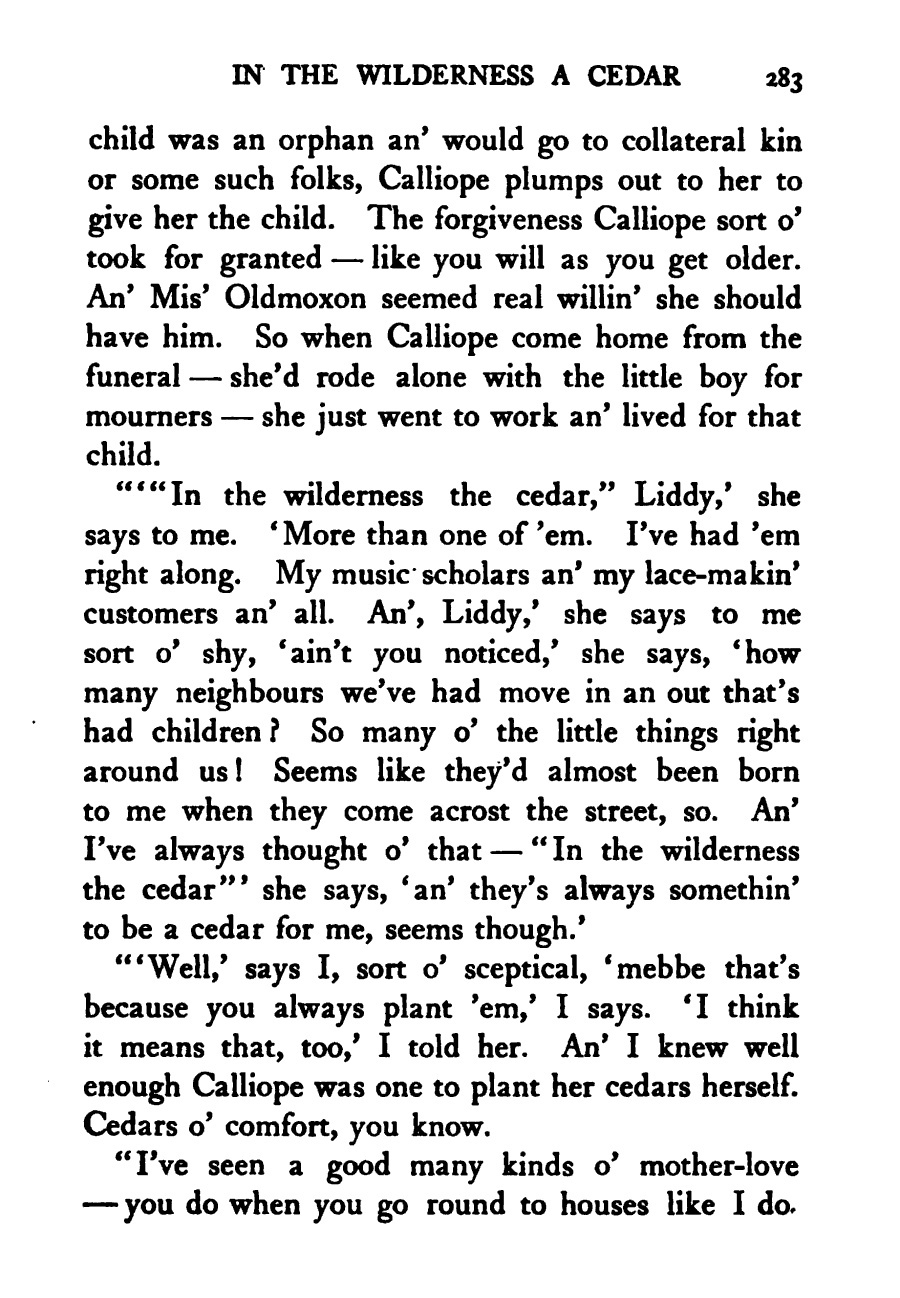 IN THE WILDERNESS A CEDAR 283
child was an orphan an' would go to collateral kin
or some such folks, Calliope plumps out to her to
give her the child. The forgiveness Calliope sort o'
took for granted — like you will as you get older.
An' Mis' Oldmoxon seemed real willin' she should
have him. So when Calliope come home from the
funeral — she'd rode alone with the little boy for
mourners — she just went to work an' lived for that
child.
"'"In the wilderness the cedar," Liddy,' she
says to me. 'More than one of 'em. I've had 'em
right along. My music scholars an' my lace-makin'
customers an' all. An', Liddy,' she says to me
sort o' shy, 'ain't you noticed,' she says, 'how
many neighbours we've had move in an out that's
had children? So many o' the little things right
around us! Seems like they'd almost been born
to me when they come acrost the street, so. An'
I've always thought o' that — "In the wilderness
the cedar"' she says, 'an' they's always somethin'
to be a cedar for me, seems though.'
"'Well,' says I, sort o' sceptical, 'mebbe that's
because you always plant 'em,' I says. 'I think
it means that, too,' I told her. An' I knew well
enough Calliope was one to plant her cedars herself.
Cedars o' comfort, you know.
"I've seen a good many kinds o' mother-love
— you do when you go round to houses like I do.